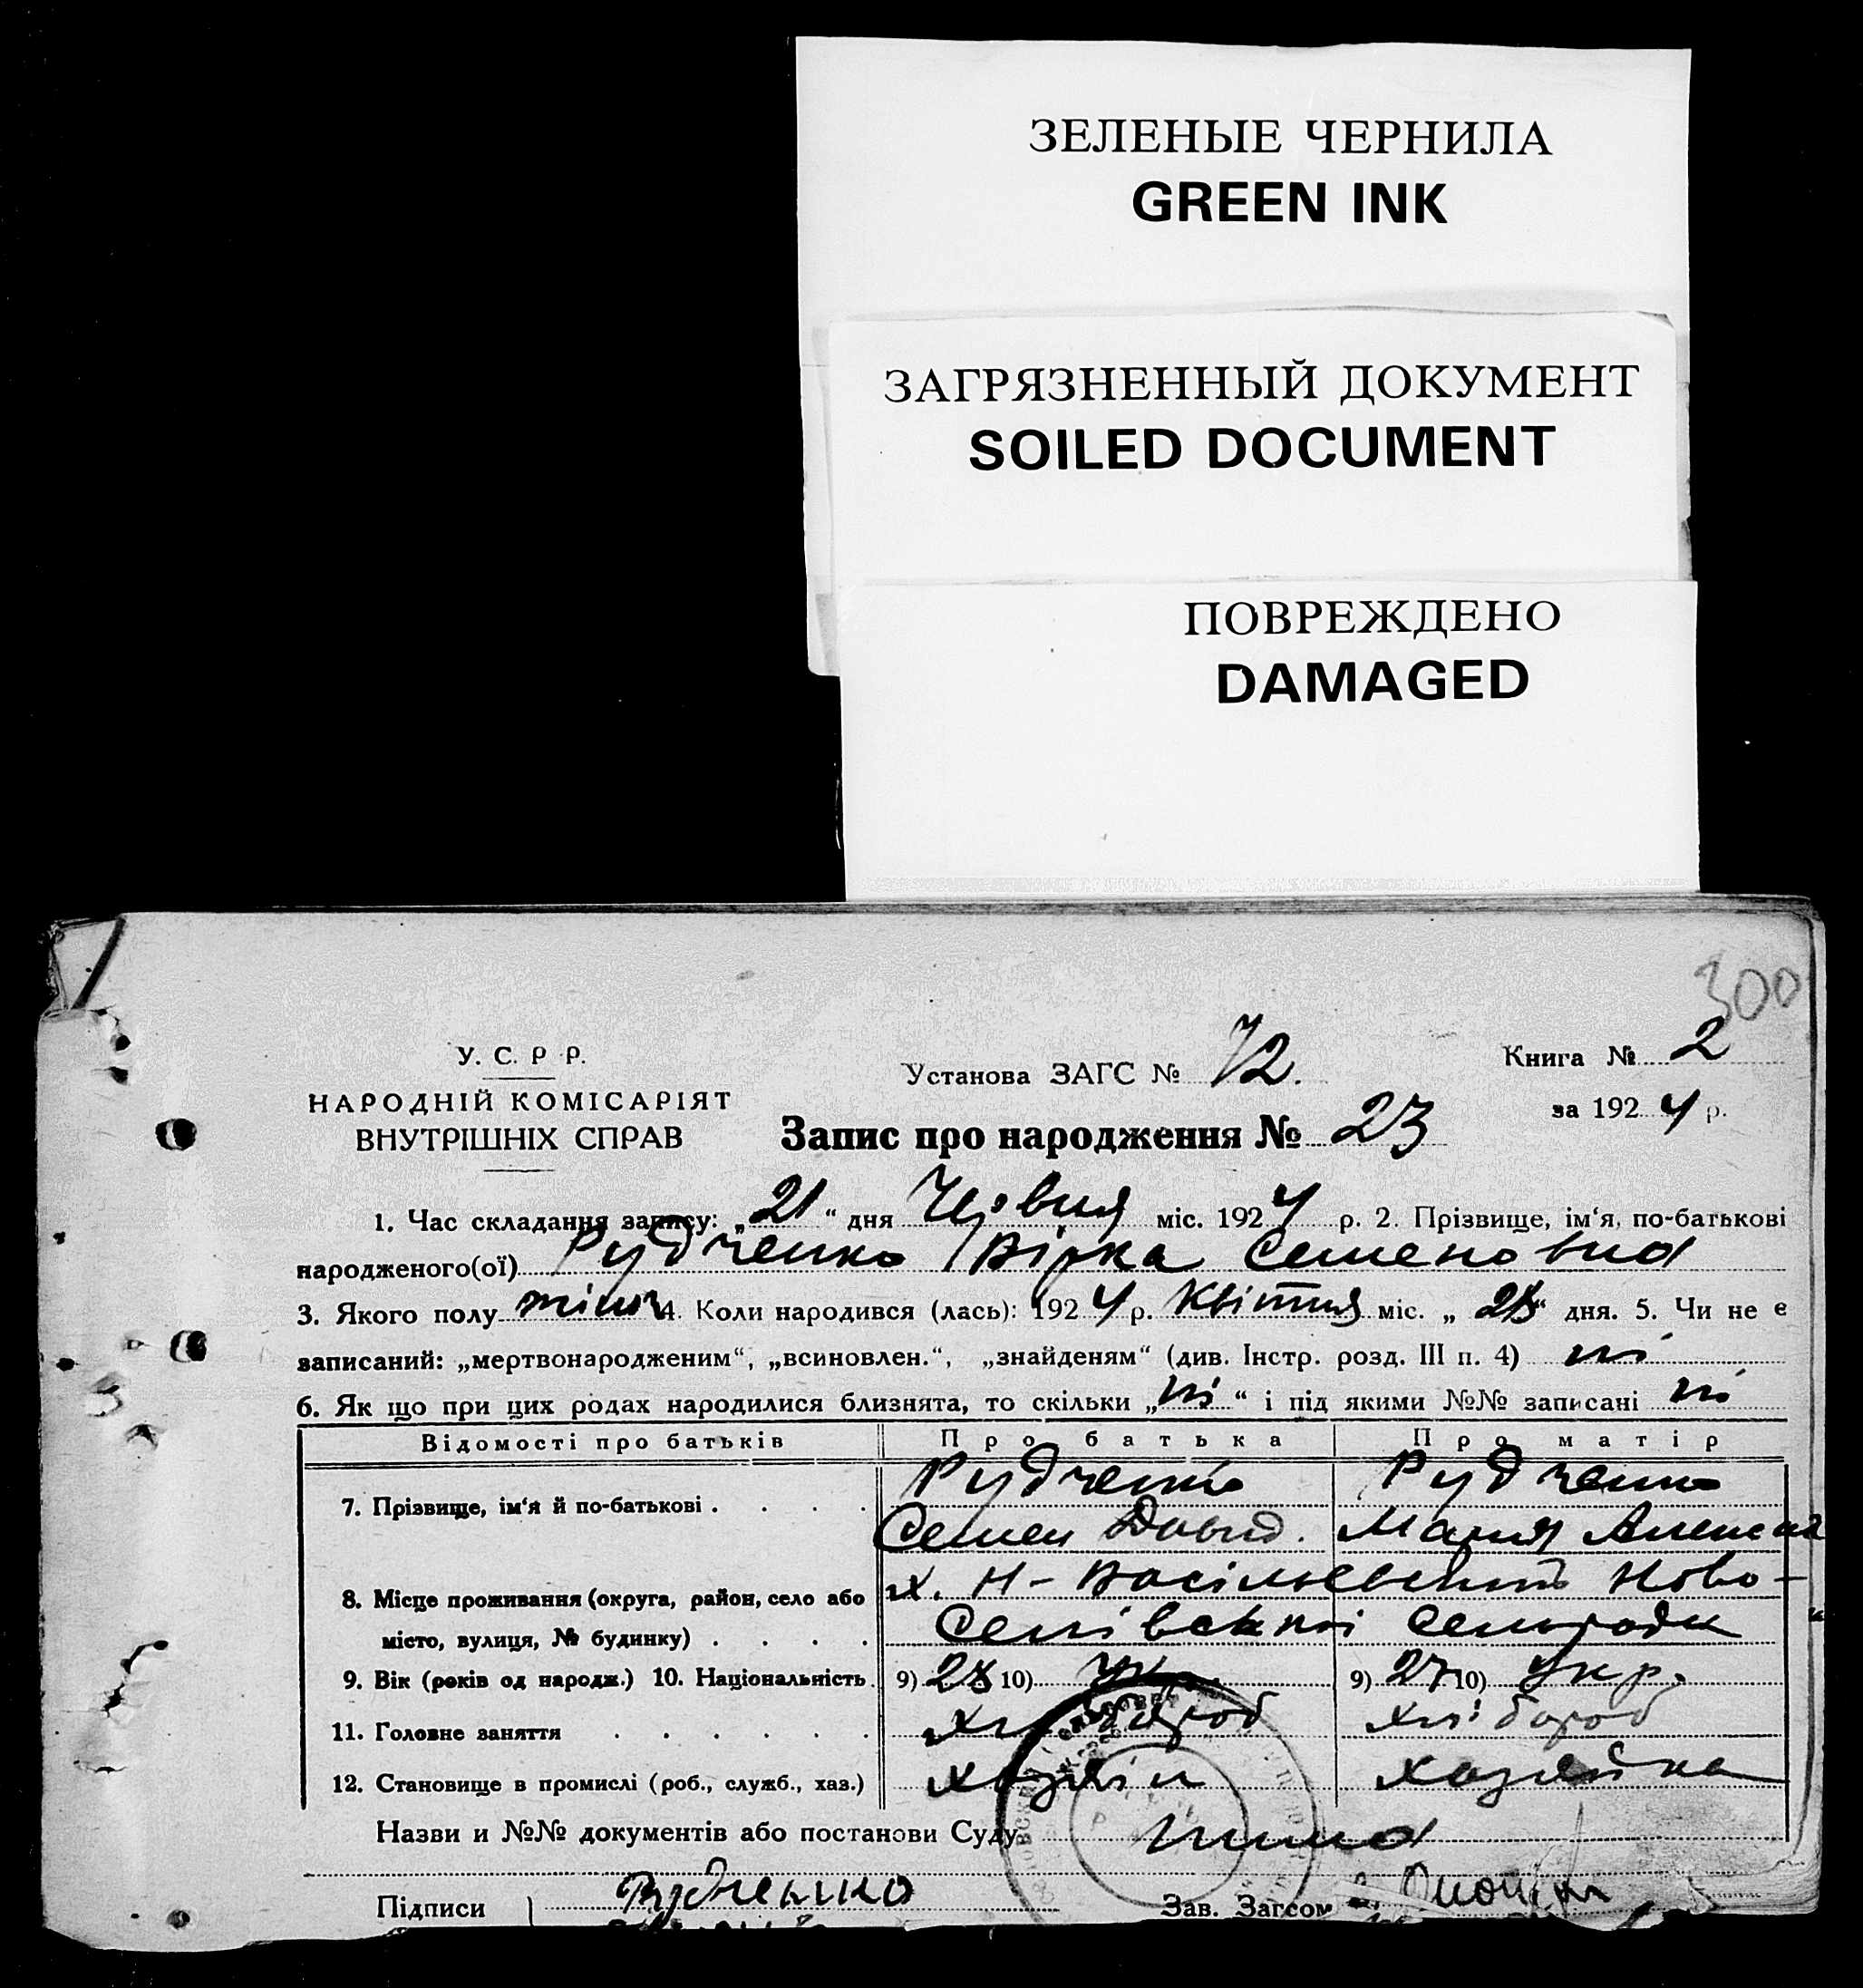 ЗЕЛЕНЫЕ ЧЕРНИЛА
GREEN INK
ЗАГРЯЗНЕННЫЙ ДОКУМЕНТ
SOILED DOCUMENT
ПОВРЕЖДЕНО
DAMAGED
300
У. С. Р Р.
НАРОДНІЙ КОМІСАРІЯТ
ВНУТРІШНІХ СПРАВ
Установа ЗАГС № 72.
Книга № 2
за 1924 р.
Запис про народження № 23
1. Час складання запису: „21“ дня Червня міс. 1924 р. 2. Прізвище, ім‘я, по-батькові
народженого(ої) Рудченко Вірка Семеновна
3. Якого полу жіноч 4. Коли народився (лась): 1924 р. Квітня міс. „28“ дня. 5. Чи не є
записаний: „мертвонародженим“, „всиновлен.“, „знайденям“ (див. Інстр. розд. III п. 4) ні
6. Як що при цих родах народилися близнята, то скільки „ні“ і під якими №№ записані ні
Відомості про батьків Про батька Про матір
7. Прізвище, ім‘я й по-батькові . . . . Рудченко Рудченко
Семен Давид. Мария
8. Місце проживання (округа, район, село або х. Н-Васільевський Ново-
місто, вулиця, № будинку) . . . . сельради
9. Вік (років од народж.) 10. Національність 9) 28 10) Укр. 9) 27 10) Укр.
11. Головне заняття . . . . . . Хлібороб Хлібороб
12. Становище в промислі (роб., служб., хаз.) Хазяїн Хазяйка
Назви и №№ документів або постанови Суду Нима
Підписи Рудченко Зав. Загсом